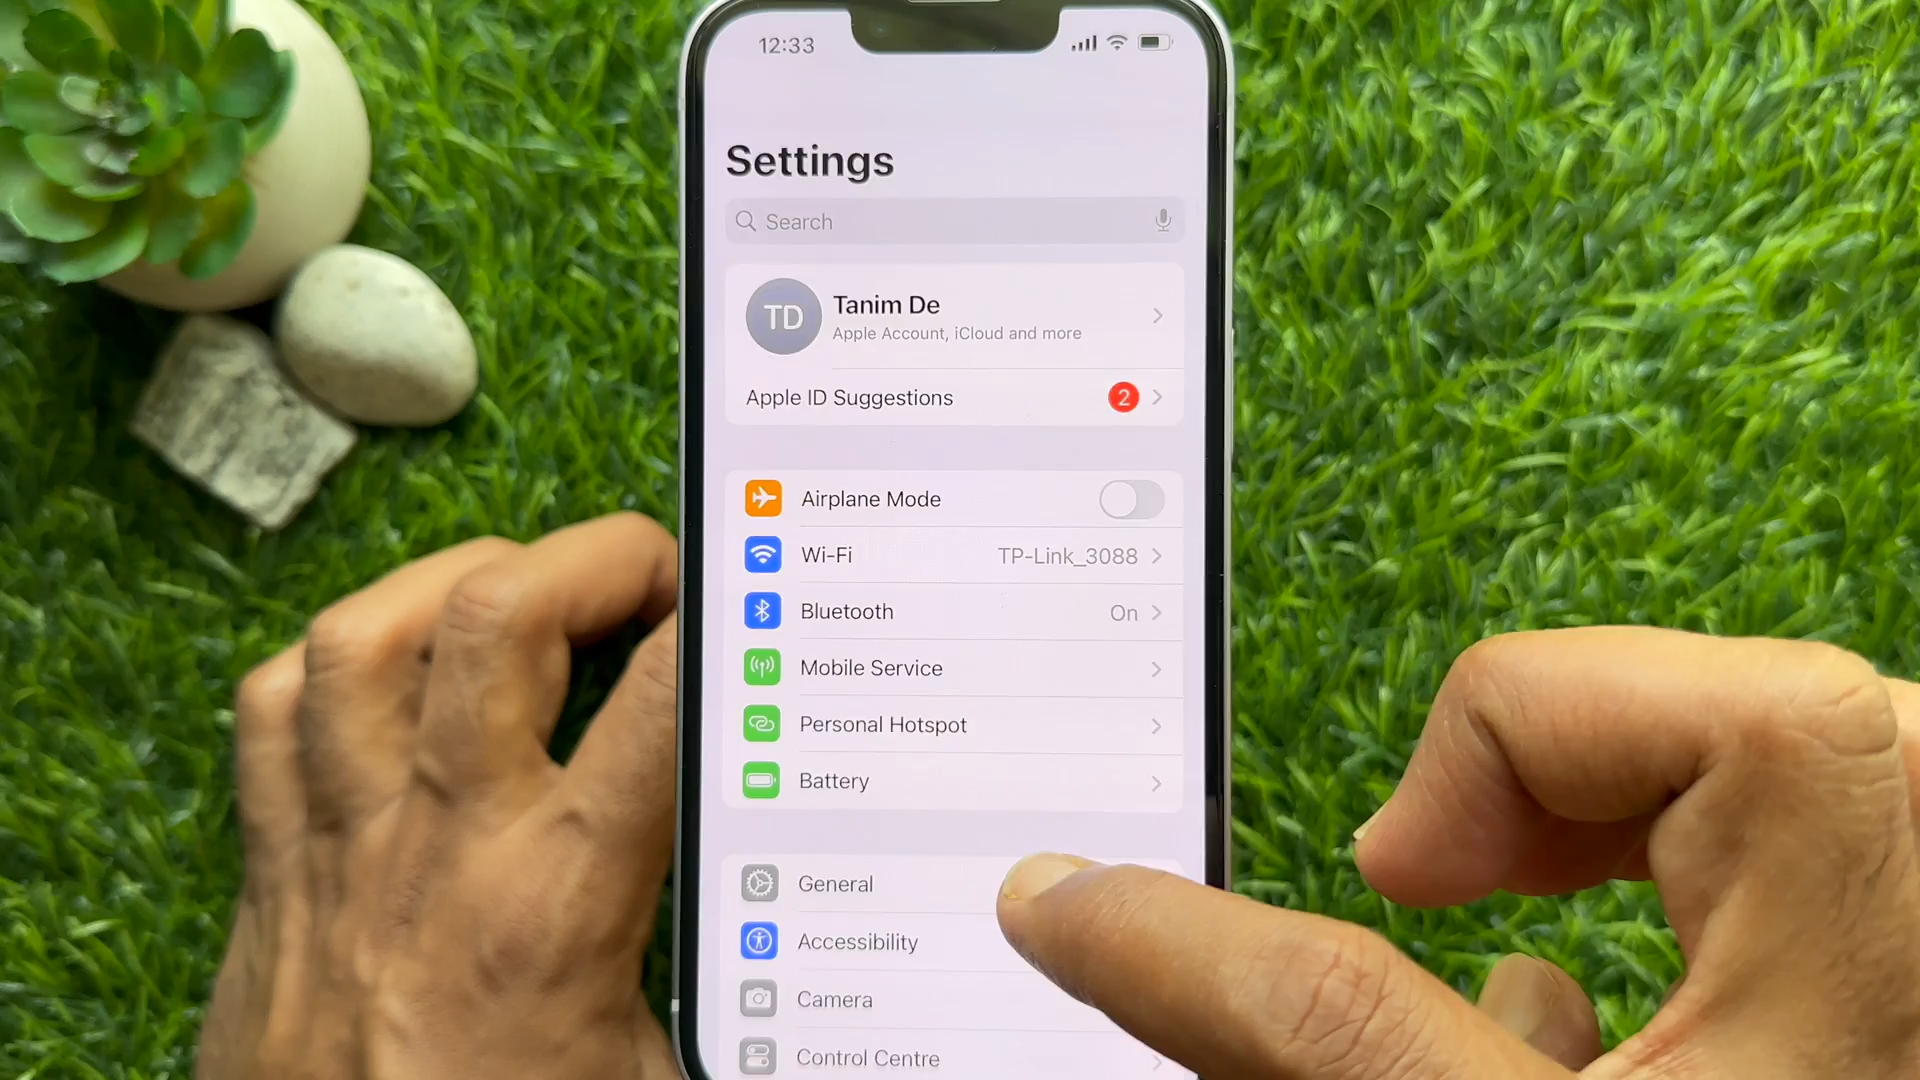 12:33
Settings
Search
TD
Tanim De
Apple Account, iCloud and more
Apple ID Suggestions 2
Airplane Mode
Wi-Fi TP-Link_3088
Bluetooth On
Mobile Service
Personal Hotspot
Battery
General
Accessibility
Camera
Control Centre